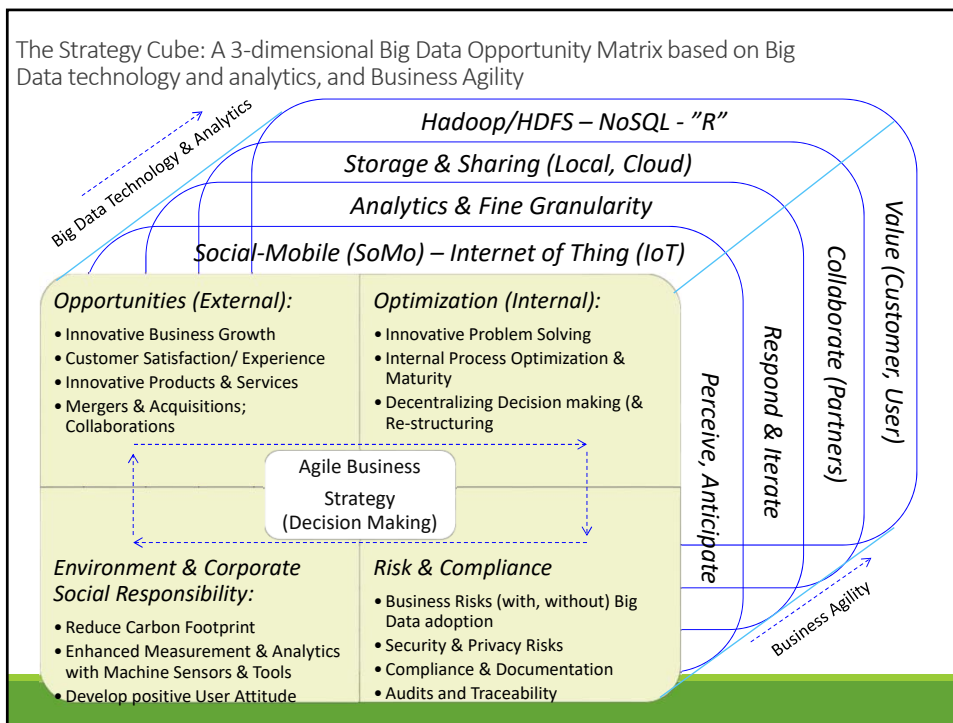 The Strategy Cube: A 3-dimensional Big Data Opportunity Matrix based on Big
Data technology and analytics, and Business Agility
Big Data Technology & Analytics
Hadoop/HDFS – NoSQL - ”R”
Storage & Sharing (Local, Cloud)
Analytics & Fine Granularity
Social-Mobile (SoMo) – Internet of Thing (IoT)
Opportunities (External):
• Innovative Business Growth
• Customer Satisfaction/ Experience
• Innovative Products & Services
• Mergers & Acquisitions;
Collaborations
Optimization (Internal):
• Innovative Problem Solving
• Internal Process Optimization &
Maturity
• Decentralizing Decision making (&
Re-structuring
Agile Business
Strategy
(Decision Making)
Environment & Corporate
Social Responsibility:
• Reduce Carbon Footprint
• Enhanced Measurement & Analytics
with Machine Sensors & Tools
• Develop positive User Attitude
Risk & Compliance
• Business Risks (with, without) Big
Data adoption
• Security & Privacy Risks
• Compliance & Documentation
• Audits and Traceability
Perceive, Anticipate
Respond & Iterate
Collaborate (Partners)
Value (Customer, User)
Business Agility